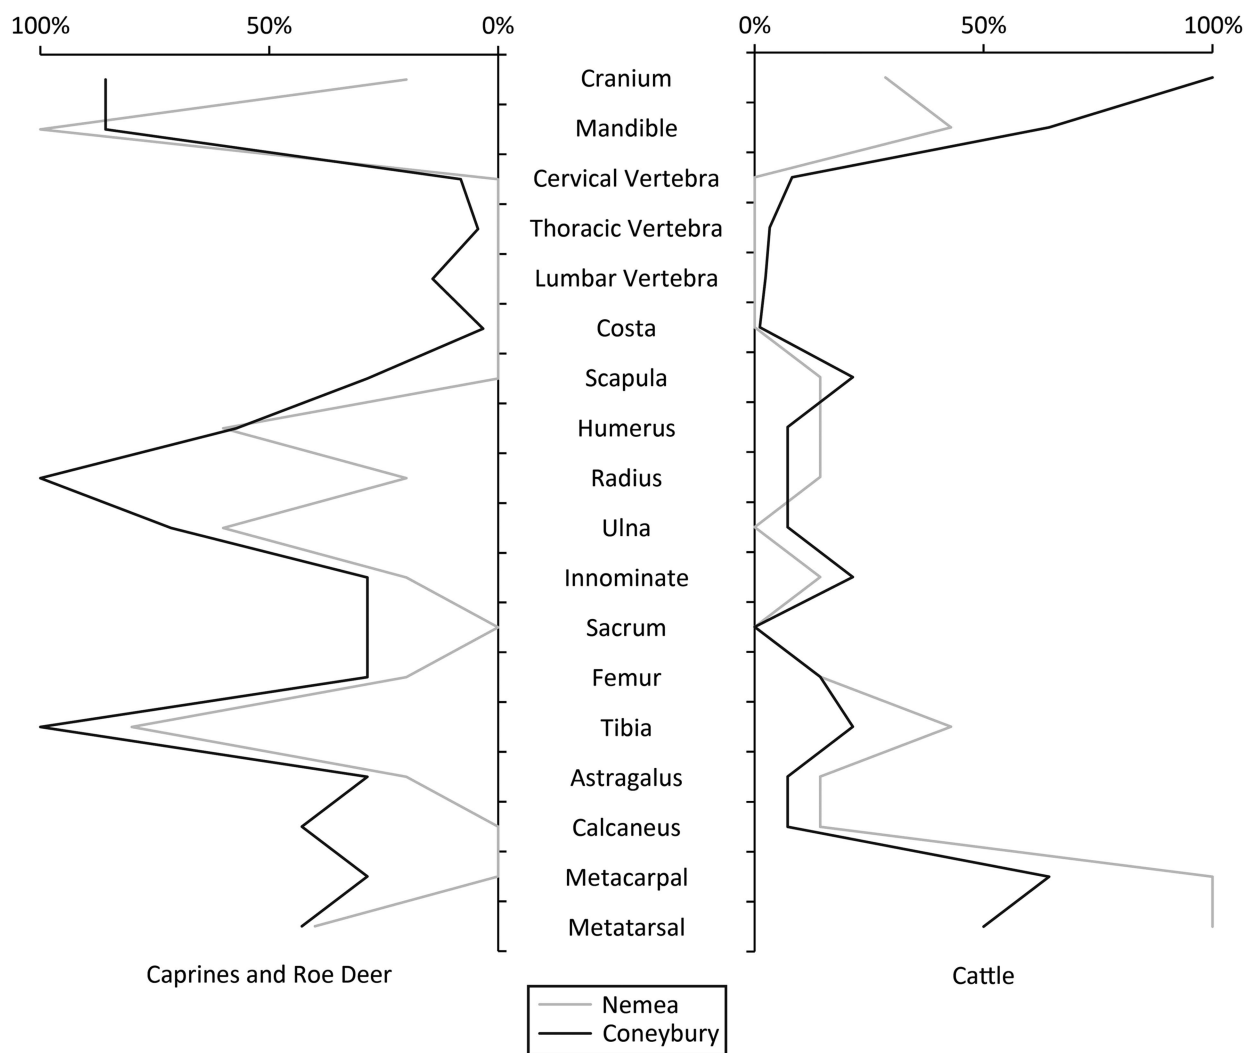 100% 50% 0% 0% 50% 100%
Cranium
Mandible
Cervical Vertebra
Thoracic Vertebra
Lumbar Vertebra
Costa
Scapula
Humerus
Radius
Ulna
Innominate
Sacrum
Femur
Tibia
Astragalus
Calcaneus
Metacarpal
Metatarsal
Caprines and Roe Deer Cattle
Nemea
Coneybury